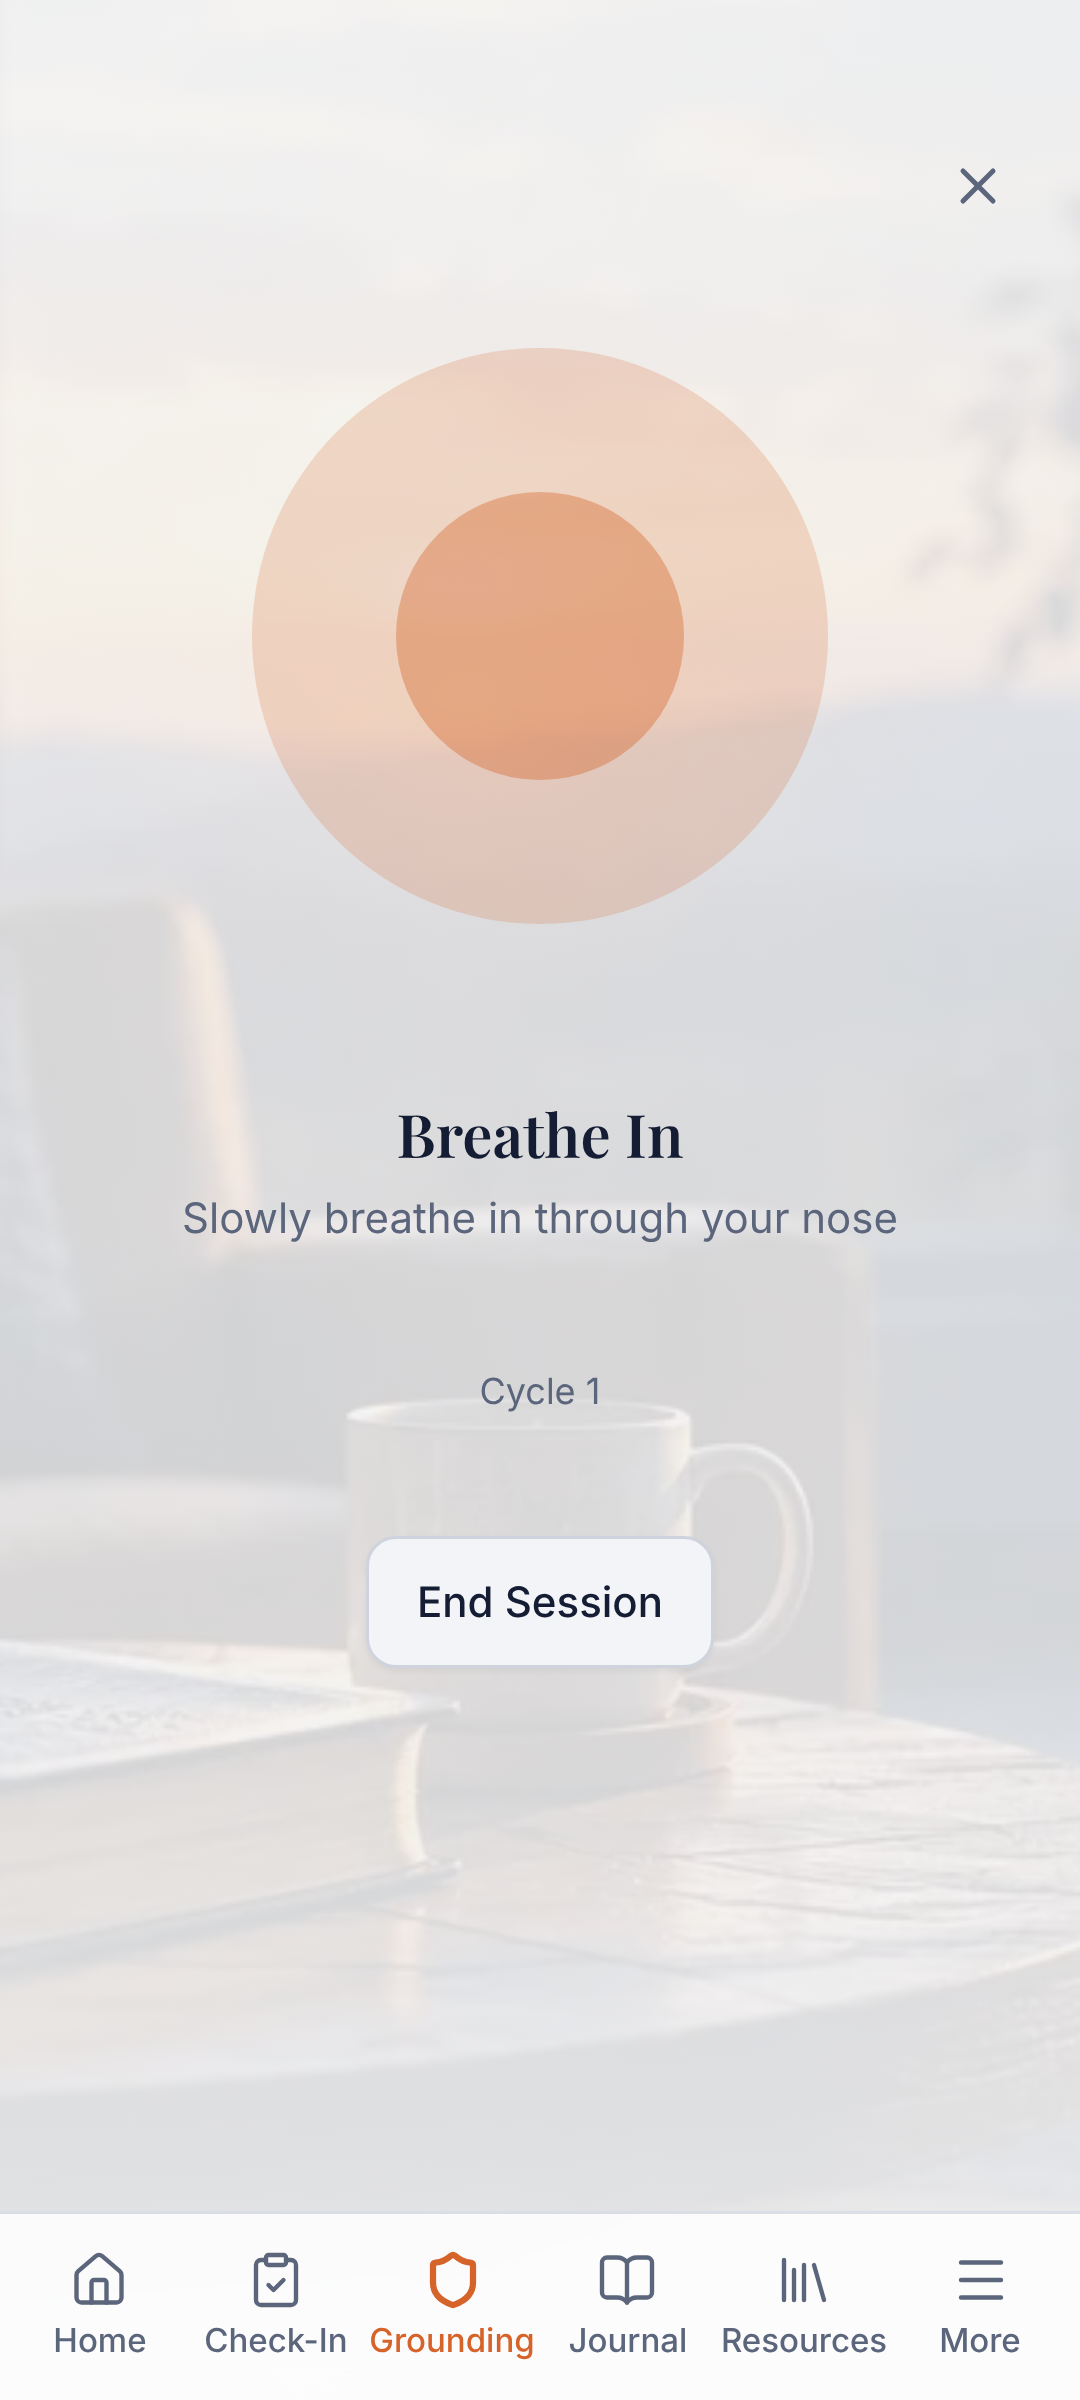 Breathe In
Slowly breathe in through your nose
Cycle 1
End Session
Home
Check-In
Grounding
Journal
Resources
More